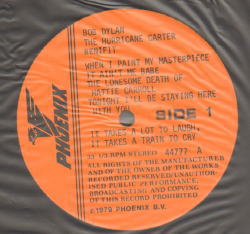 BOB DYLAN
THE HURRICANE CARTER
BENIFIT
WHEN I PAINT MY MASTERPIECE
IT AIN'T ME BABE
THE LONESOME DEATH OF
HATTIE CARROLL
TONIGHT I'LL BE STAYING HERE
WITH YOU
SIDE 1
IT TAKES A LOT TO LAUGH,
IT TAKES A TRAIN TO CRY
PHOENIX
33 1/3 RPM STEREO 44777 A
ALL RIGHTS OF THE MANUFACTURER
AND OF THE OWNER OF THE WORKS
RECORDED RESERVED UNAUTHOR-
ISED PUBLIC PERFORMANCE,
BROADCASTING AND COPYING
OF THIS RECORD PROHIBITED
©1979 PHOENIX B.V.